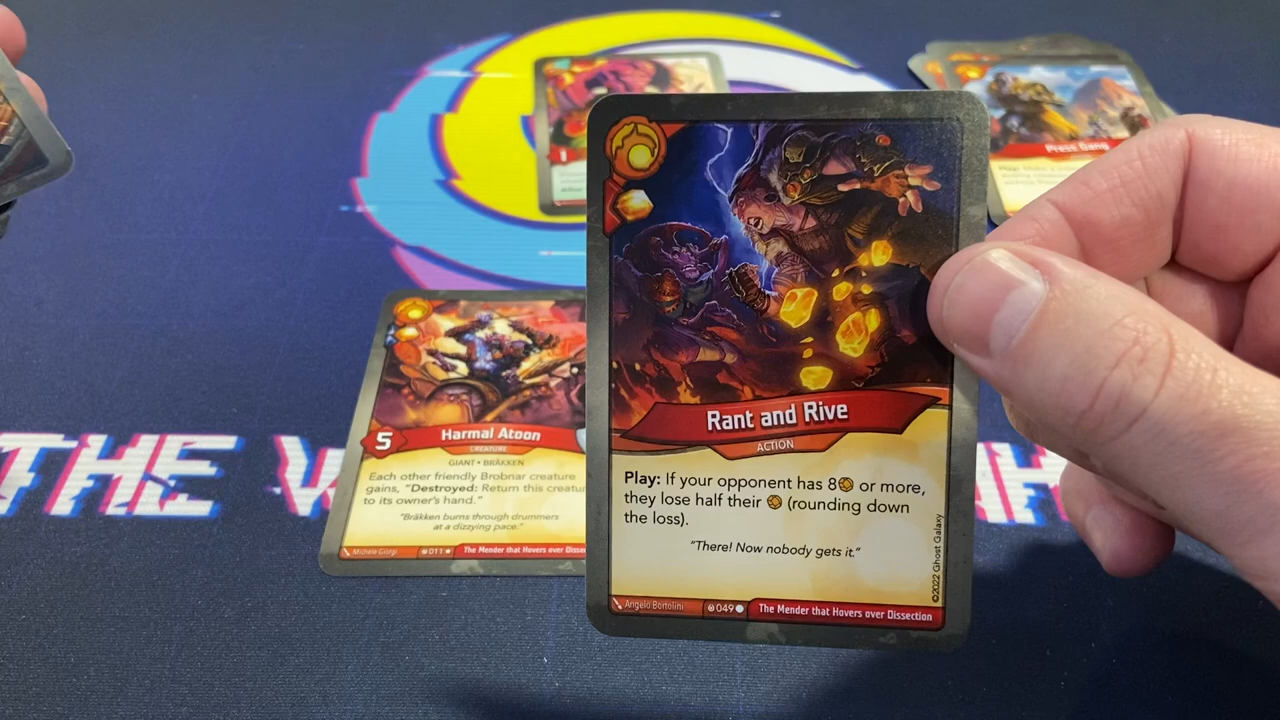 Press Gang
THE
Rant and Rive
ACTION
Play: If your opponent has 8 or more,
they lose half their (rounding down
the loss).
"There! Now nobody gets it."
©2022 Ghost Galaxy
Angelo Bortolini
049
The Mender that Hovers over Dissection
5
Harmal Atoon
CREATURE
GIANT • BRÄKKEN
Each other friendly Brobnar creature
gains, "Destroyed: Return this creatur
to its owner's hand."
"Bräkken burns through drummers
at a dizzying pace."
Michele Giorgi
011
The Mender that Hovers over Dissec